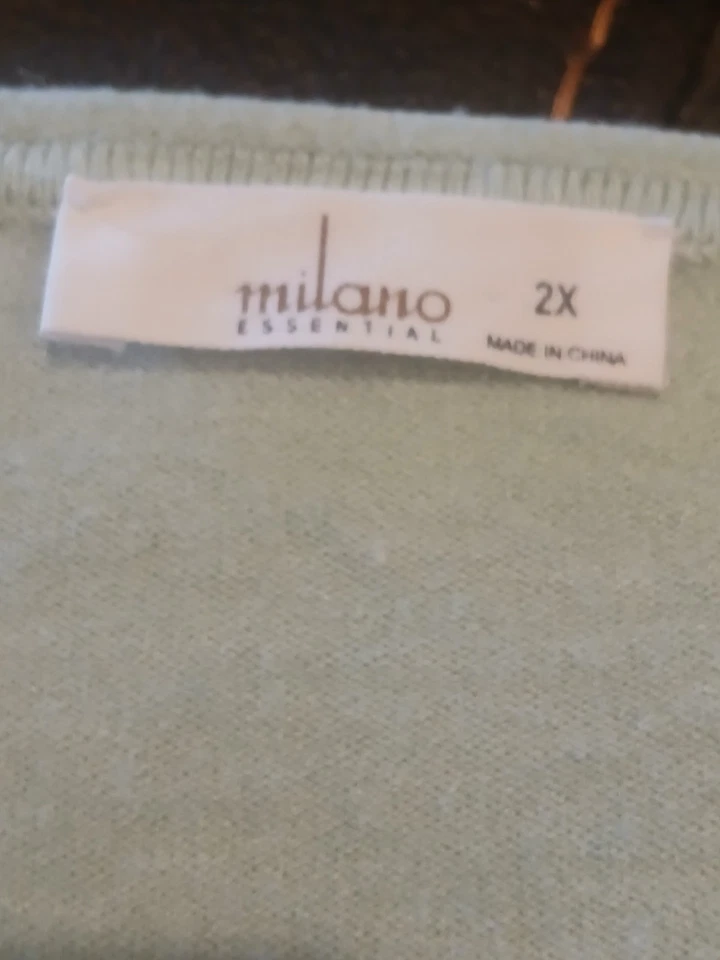 milano
ESSENTIAL
2X
MADE IN CHINA